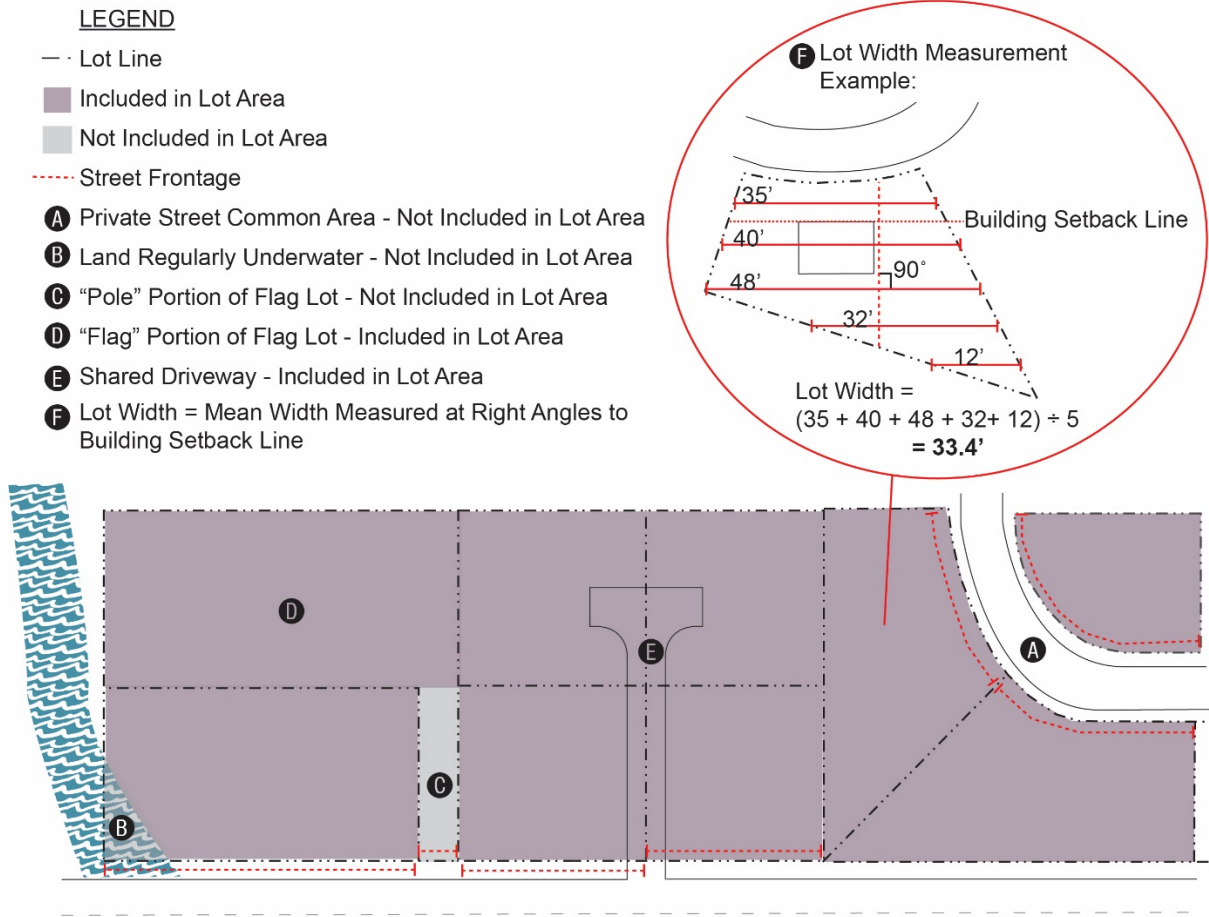 LEGEND
Lot Line
Included in Lot Area
Not Included in Lot Area
Street Frontage
A Private Street Common Area - Not Included in Lot Area
B Land Regularly Underwater - Not Included in Lot Area
C “Pole” Portion of Flag Lot - Not Included in Lot Area
D “Flag” Portion of Flag Lot - Included in Lot Area
E Shared Driveway - Included in Lot Area
F Lot Width = Mean Width Measured at Right Angles to
Building Setback Line
F Lot Width Measurement
Example:
35’
Building Setback Line
40’
90°
48’
32’
12’
Lot Width =
(35 + 40 + 48 + 32+ 12) ÷ 5
= 33.4’
D
E
A
C
B